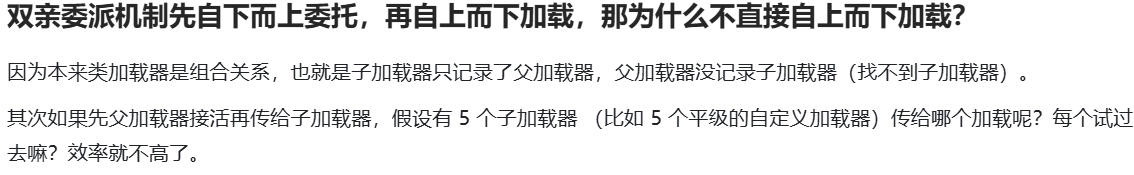 双亲委派机制先自下而上委托，再自上而下加载，那为什么不直接自上而下加载？
因为本来类加载器是组合关系，也就是子加载器只记录了父加载器，父加载器没记录子加载器（找不到子加载器）。
其次如果先父加载器接活再传给子加载器，假设有 5 个子加载器 （比如 5 个平级的自定义加载器）传给哪个加载呢？每个试过
去嘛？效率就不高了。